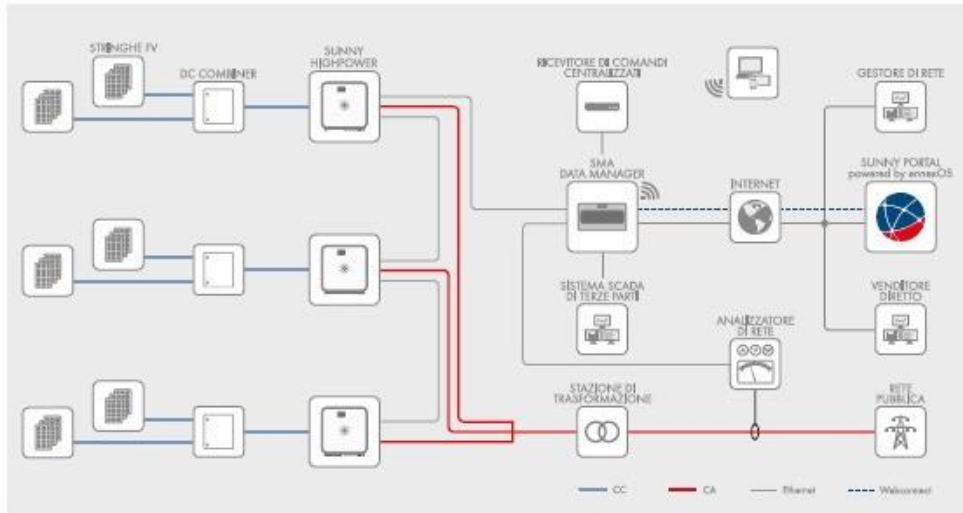 STRINGHE FV
DC COMBINER
SUNNY
HIGHPOWER
RICEVITORE DI COMANDI
CENTRALIZZATI
GESTORE DI RETE
SMA
DATA MANAGER
INTERNET
SUNNY PORTAL
powered by ennexOS
SISTEMA SCADA
DI TERZE PARTI
ANALIZZATORE
DI RETE
VENDITORE
DIRETTO
STAZIONE DI
TRASFORMAZIONE
RETE
PUBBLICA
CC
CA
Ethernet
Webconnect